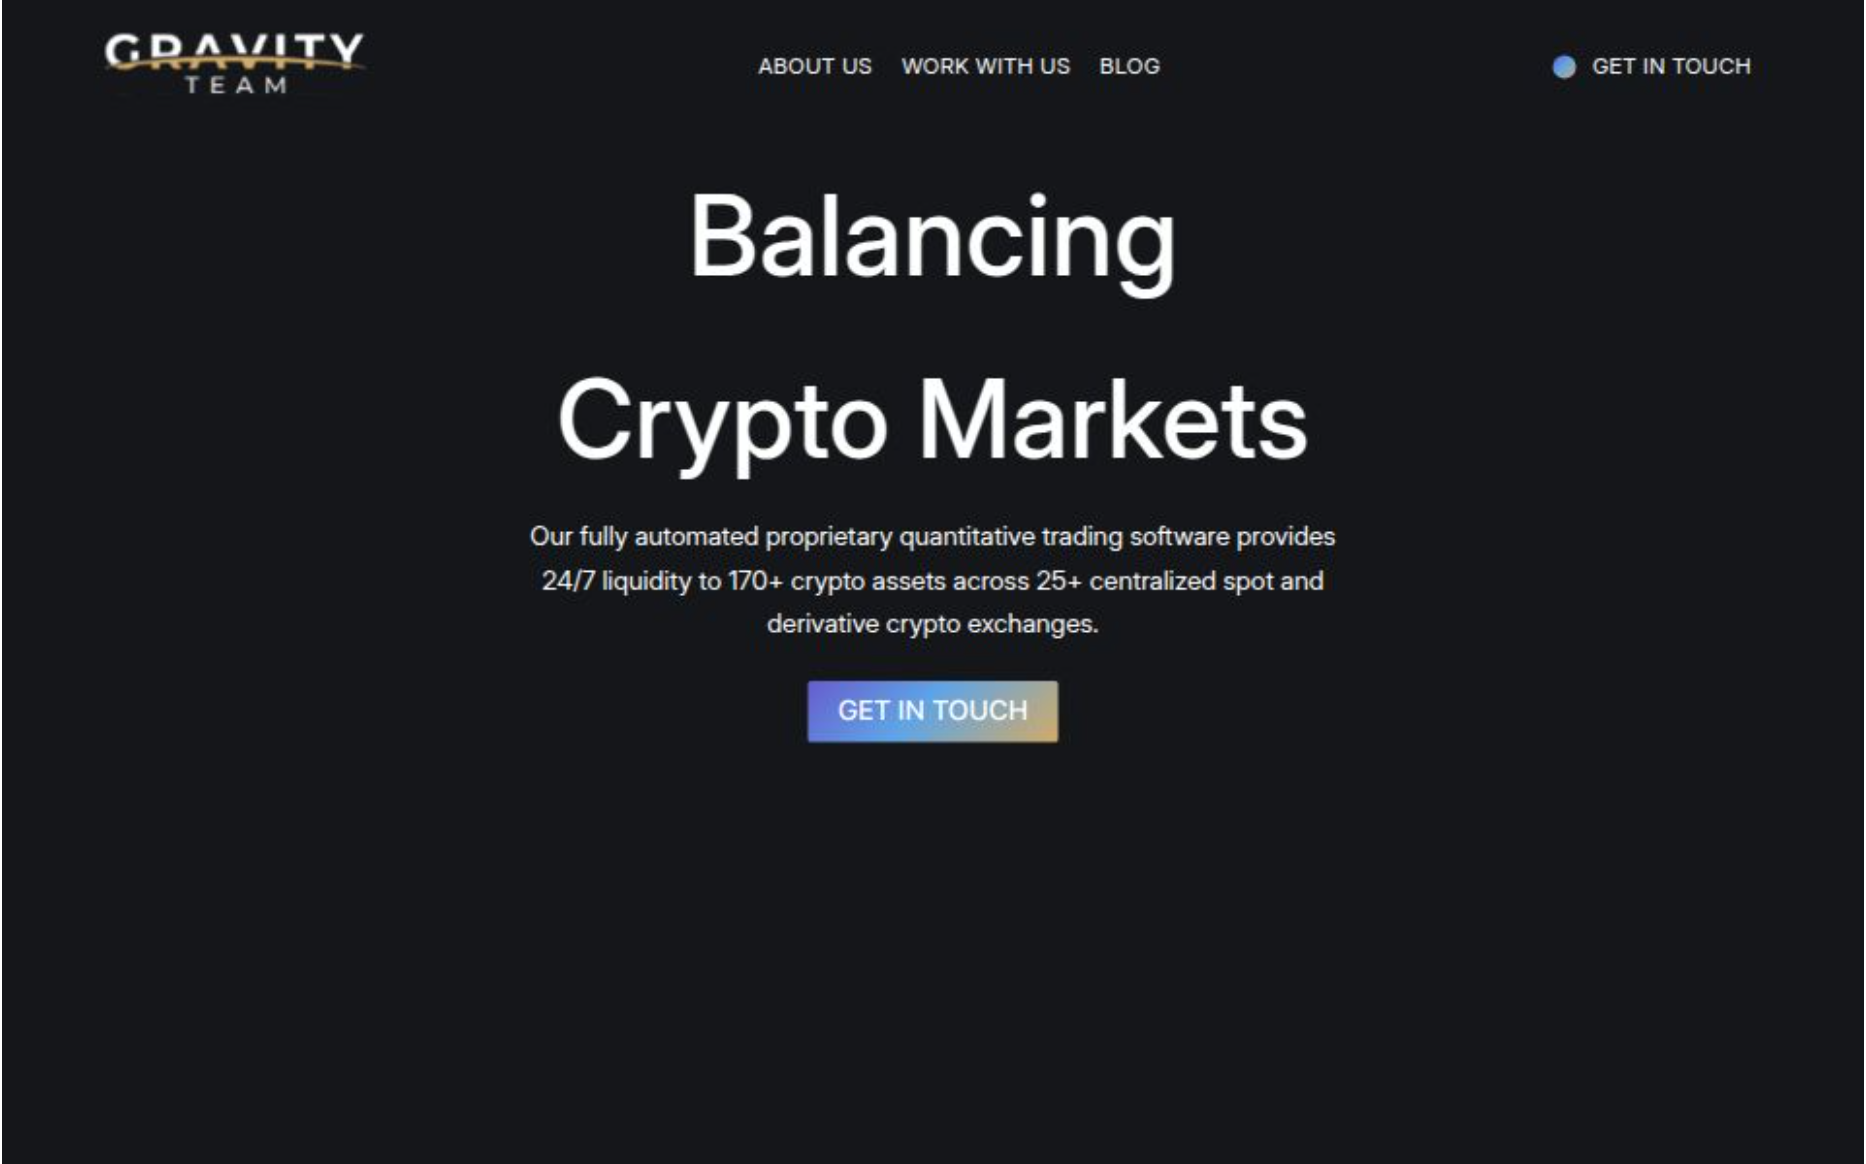 GRAVITY
TEAM
ABOUT US WORK WITH US BLOG
GET IN TOUCH
Balancing
Crypto Markets
Our fully automated proprietary quantitative trading software provides
24/7 liquidity to 170+ crypto assets across 25+ centralized spot and
derivative crypto exchanges.
GET IN TOUCH